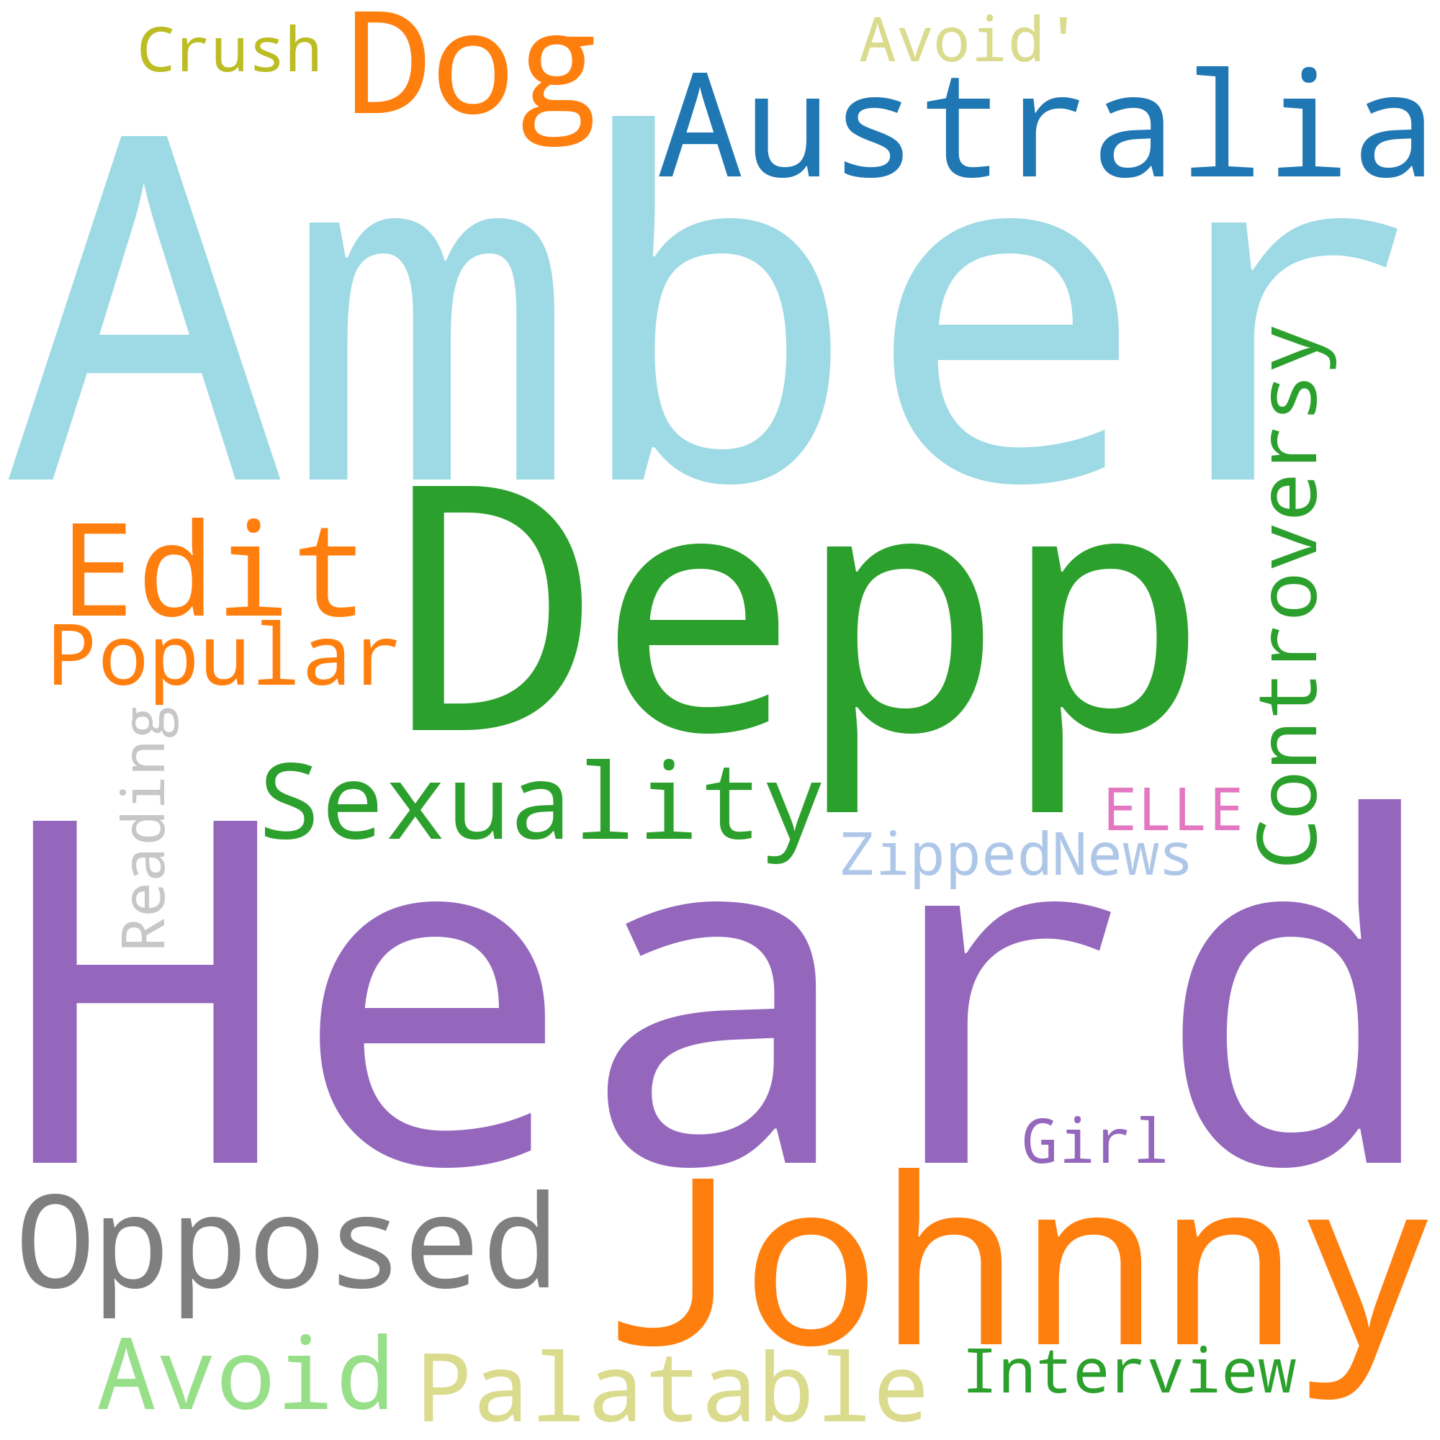 Crush
Dog
Avoid'
Australia
Amber
Controversy
Edit
Depp
Popular
Reading
Sexuality
ELLE
ZippedNews
Heard
Girl
Opposed
Johnny
Avoid
Palatable
Interview